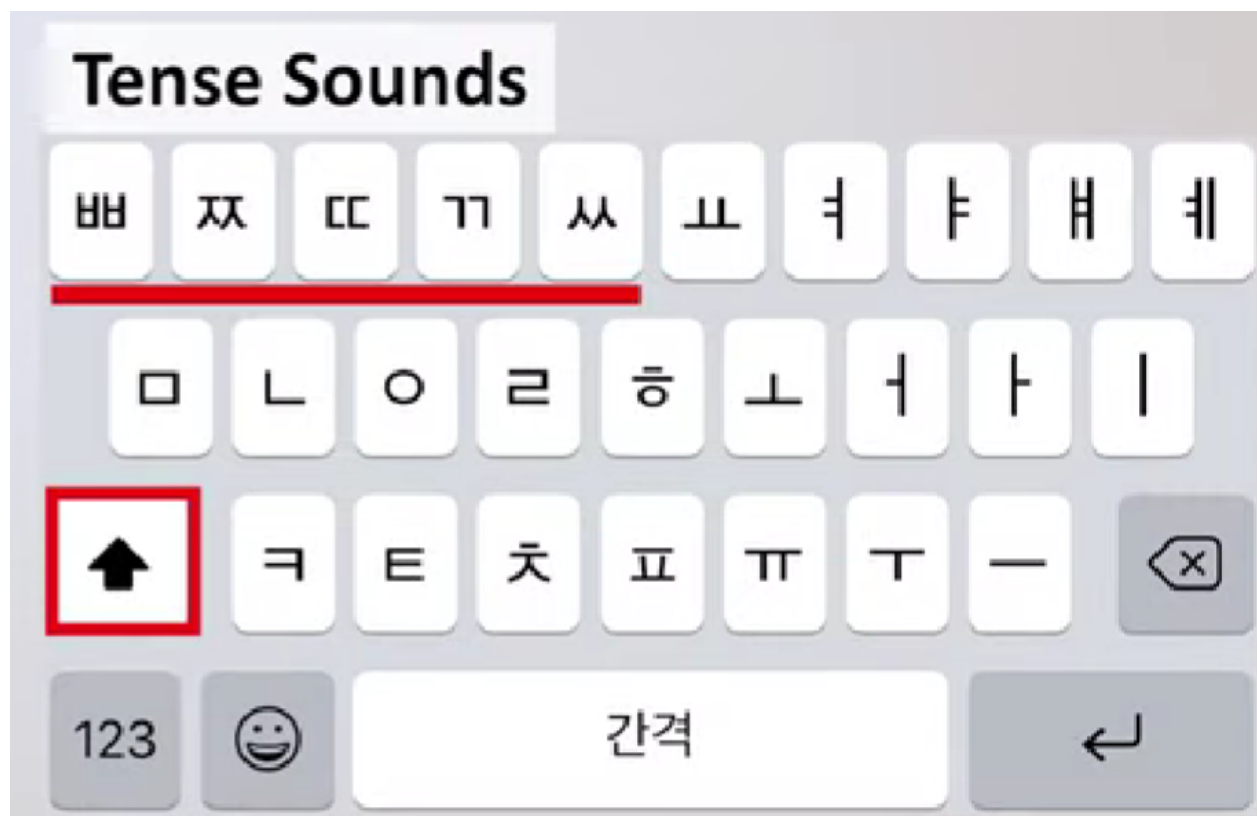 Tense Sounds
ㅃ ㅉ ㄸ ㄲ ㅆ ㅛ ㅕ ㅑ ㅒ ㅖ
ㅁ ㄴ ㅇ ㄹ ㅎ ㅗ ㅓ ㅏ ㅣ
ㅋ ㅌ ㅊ ㅍ ㅠ ㅜ ㅡ
123 간격